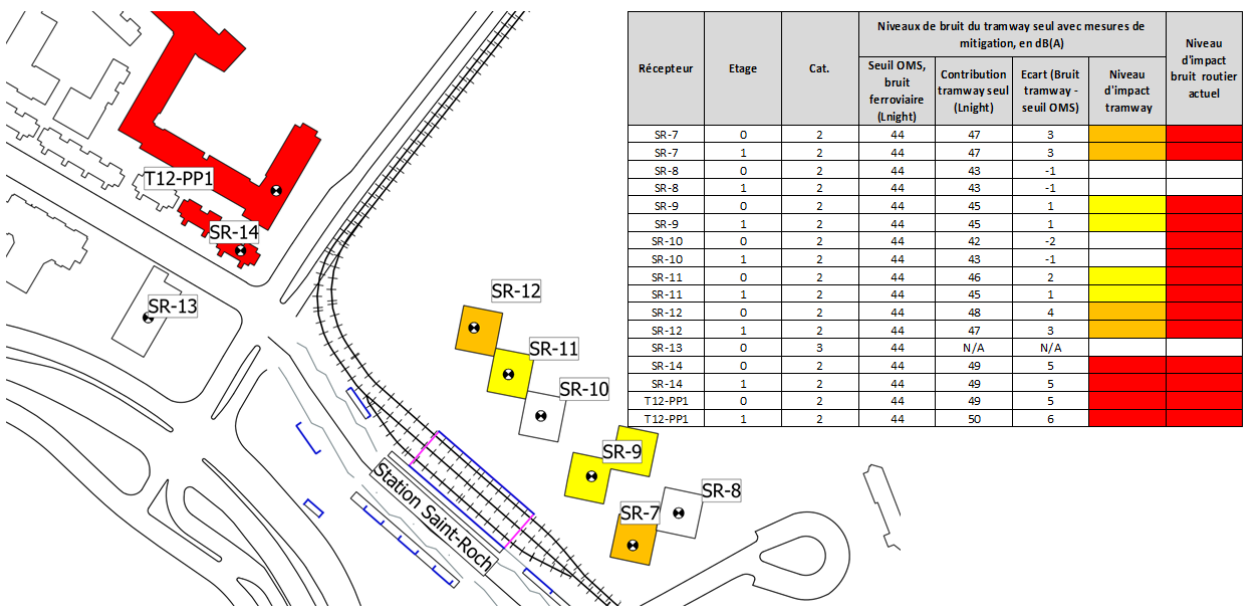 T12-PP1
SR-14
SR-13
SR-12
SR-11
SR-10
SR-9
SR-8
SR-7
Station Saint-Roch
Récepteur
Etage
Cat.
Niveaux de bruit du tramway seul avec mesures de
mitigation, en dB(A)
Seuil OMS,
bruit
ferroviaire
(Lnight)
Contribution
tramway seul
(Lnight)
Ecart (Bruit
tramway -
seuil OMS)
Niveau
d'impact
tramway
Niveau
d'impact
bruit routier
actuel
SR-7 0 2 44 47 3
SR-7 1 2 44 47 3
SR-8 0 2 44 43 -1
SR-8 1 2 44 43 -1
SR-9 0 2 44 45 1
SR-9 1 2 44 45 1
SR-10 0 2 44 42 -2
SR-10 1 2 44 43 -1
SR-11 0 2 44 46 2
SR-11 1 2 44 45 1
SR-12 0 2 44 48 4
SR-12 1 2 44 47 3
SR-13 0 3 44 N/A N/A
SR-14 0 2 44 49 5
SR-14 1 2 44 49 5
T12-PP1 0 2 44 49 5
T12-PP1 1 2 44 50 6